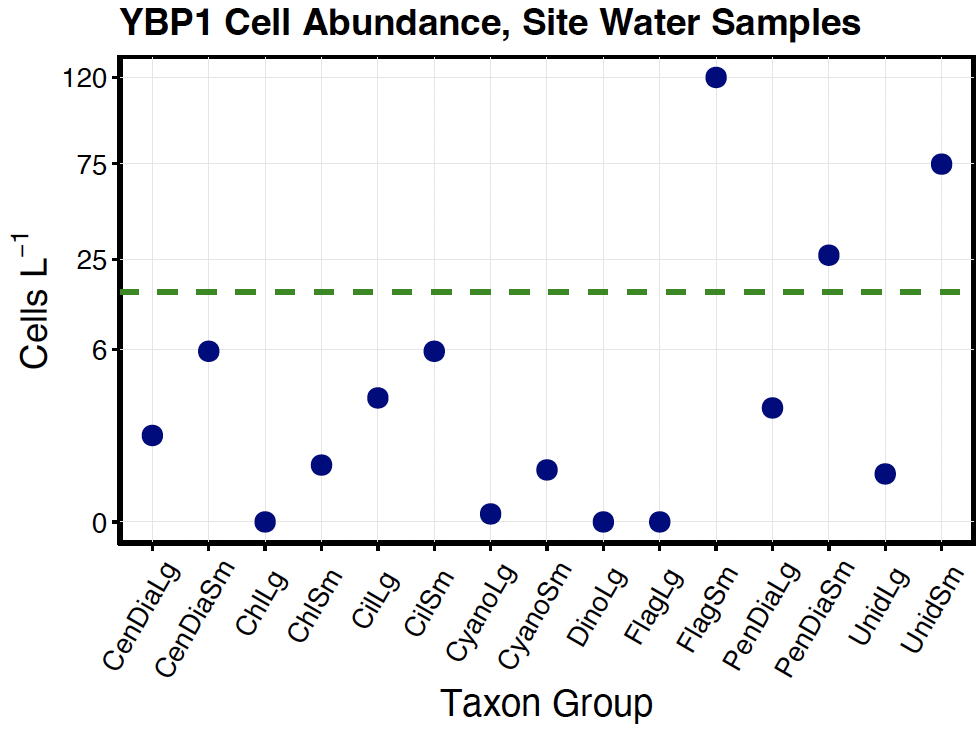 YBP1 Cell Abundance, Site Water Samples
120
75
25
6
0
Cells L⁻¹
CenDiaLg
CenDiaSm
ChlLg
ChlSm
CilLg
CilSm
CyanoLg
CyanoSm
DinoLg
FlagLg
FlagSm
PenDiaLg
PenDiaSm
UnidLg
UnidSm
Taxon Group